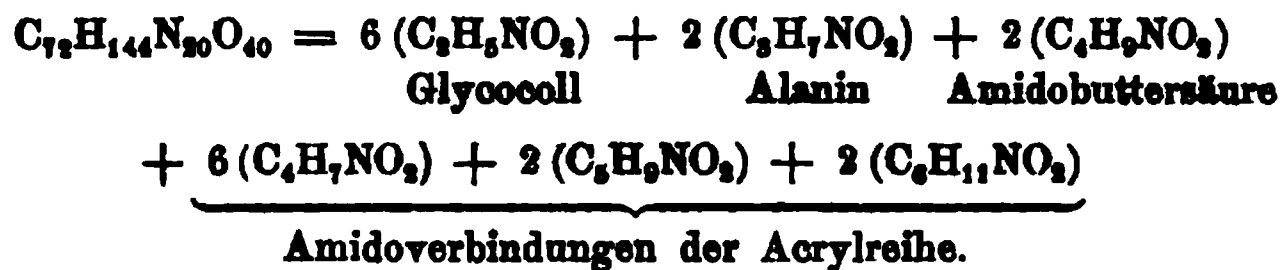 C₇₂H₁₄₄N₂₀O₄₀ = 6 (C₂H₅NO₂) + 2 (C₃H₇NO₂) + 2 (C₄H₉NO₂)
Glycocoll Alanin Amidobuttersäure
+ 6 (C₄H₇NO₂) + 2 (C₅H₉NO₂) + 2 (C₆H₁₁NO₂)
Amidoverbindungen der Acrylreihe.